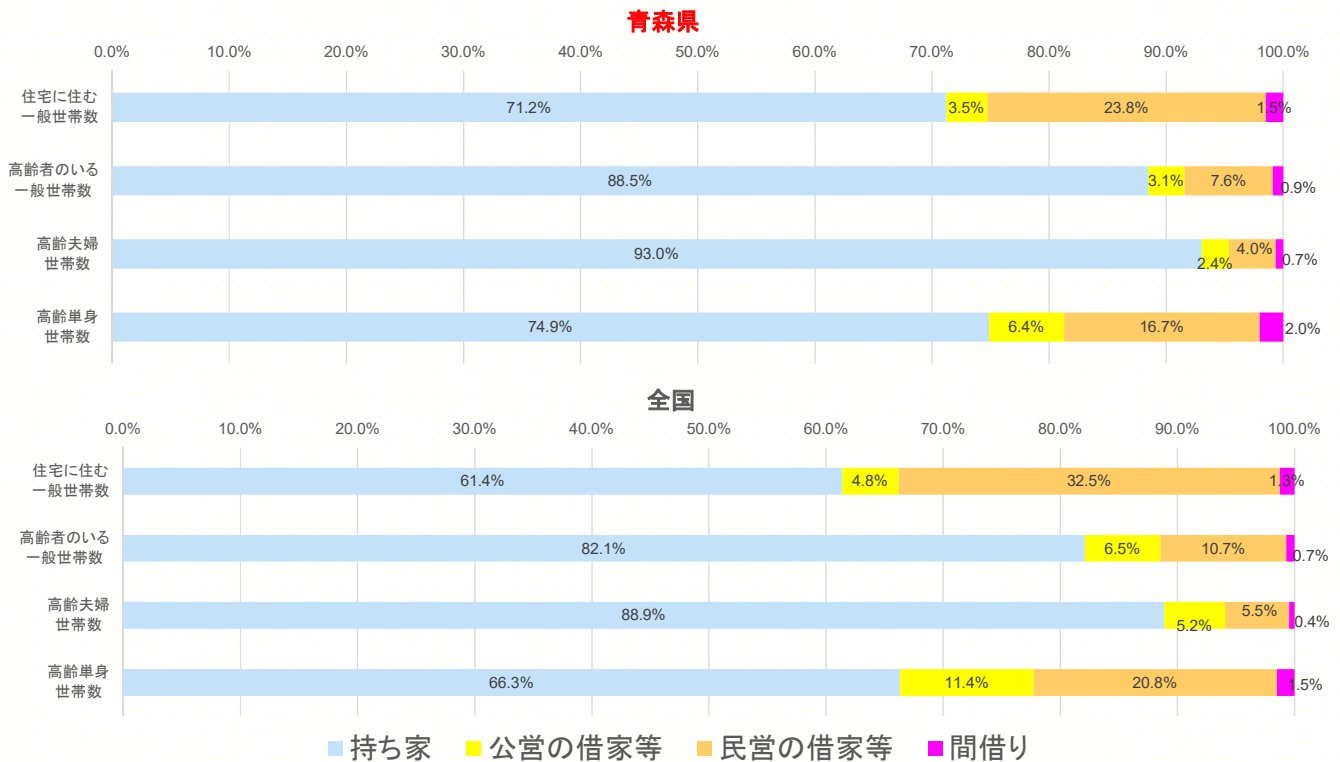 青森県
0.0% 10.0% 20.0% 30.0% 40.0% 50.0% 60.0% 70.0% 80.0% 90.0% 100.0%
住宅に住む
一般世帯数
71.2% 3.5% 23.8% 1.5%
高齢者のいる
一般世帯数
88.5% 3.1% 7.6% 0.9%
高齢夫婦
世帯数
93.0% 2.4% 4.0% 0.7%
高齢単身
世帯数
74.9% 6.4% 16.7% 2.0%
全国
0.0% 10.0% 20.0% 30.0% 40.0% 50.0% 60.0% 70.0% 80.0% 90.0% 100.0%
住宅に住む
一般世帯数
61.4% 4.8% 32.5% 1.3%
高齢者のいる
一般世帯数
82.1% 6.5% 10.7% 0.7%
高齢夫婦
世帯数
88.9% 5.2% 5.5% 0.4%
高齢単身
世帯数
66.3% 11.4% 20.8% 1.5%
持ち家 公営の借家等 民営の借家等 間借り